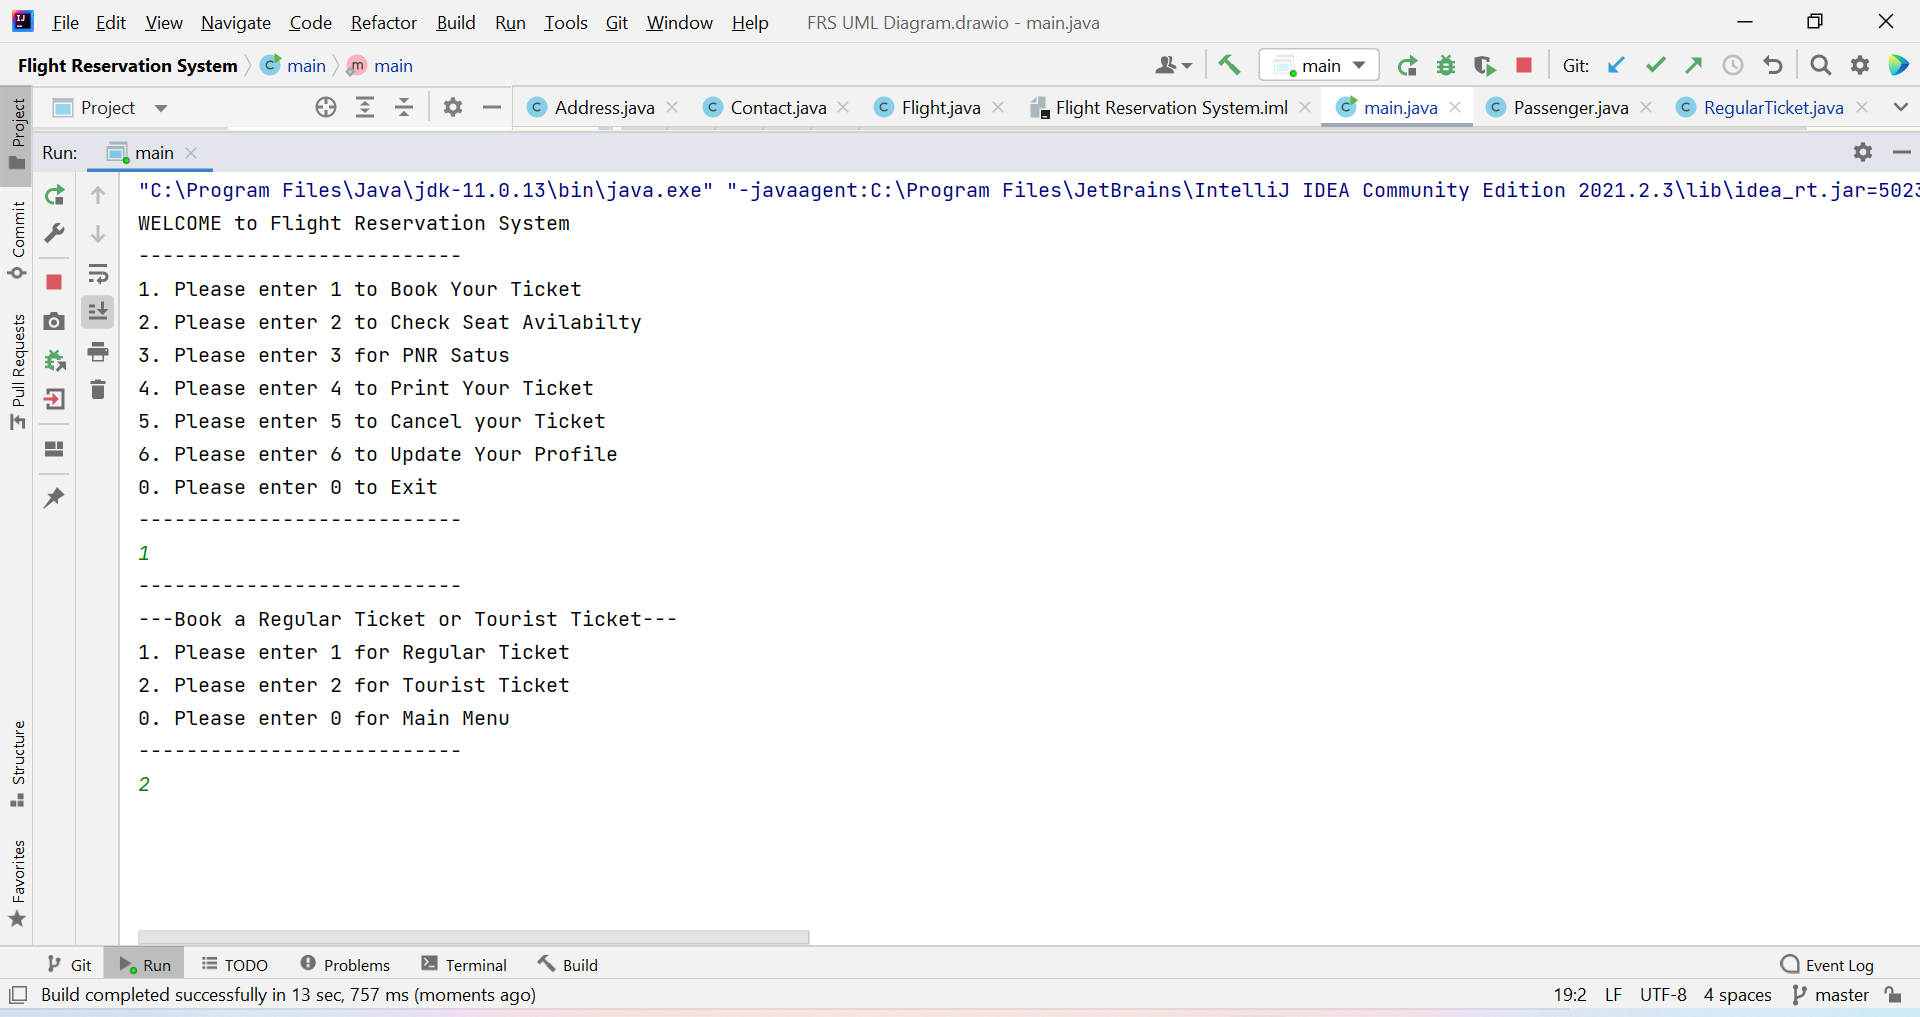 File Edit View Navigate Code Refactor Build Run Tools Git Window Help FRS UML Diagram.drawio - main.java
Flight Reservation System main main main Git:
Project Address.java Contact.java Flight.java Flight Reservation System.iml main.java Passenger.java RegularTicket.java
Run: main
"C:\Program Files\Java\jdk-11.0.13\bin\java.exe" "-javaagent:C:\Program Files\JetBrains\IntelliJ IDEA Community Edition 2021.2.3\lib\idea_rt.jar=5023
WELCOME to Flight Reservation System
---------------------------
1. Please enter 1 to Book Your Ticket
2. Please enter 2 to Check Seat Avilabilty
3. Please enter 3 for PNR Satus
4. Please enter 4 to Print Your Ticket
5. Please enter 5 to Cancel your Ticket
6. Please enter 6 to Update Your Profile
0. Please enter 0 to Exit
---------------------------
1
---------------------------
---Book a Regular Ticket or Tourist Ticket---
1. Please enter 1 for Regular Ticket
2. Please enter 2 for Tourist Ticket
0. Please enter 0 for Main Menu
---------------------------
2
Project
Commit
Pull Requests
Structure
Favorites
Git Run TODO Problems Terminal Build Event Log
Build completed successfully in 13 sec, 757 ms (moments ago) 19:2 LF UTF-8 4 spaces master